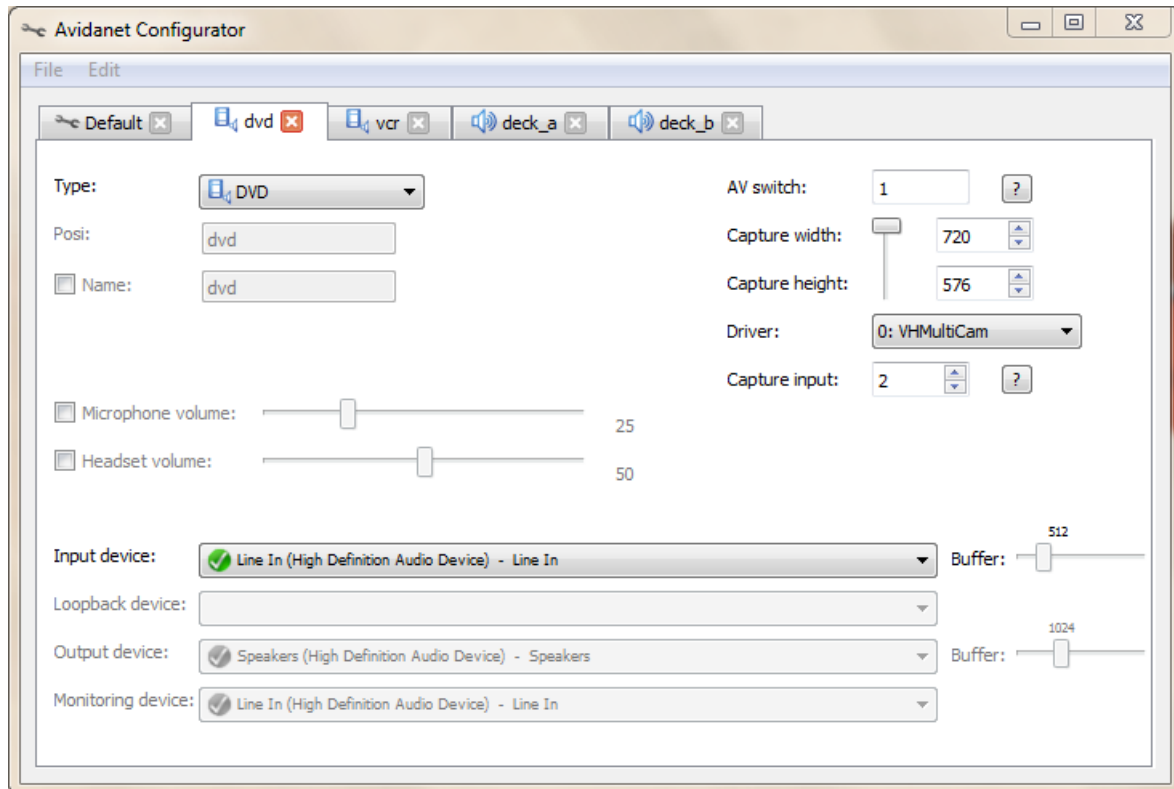 Avidanet Configurator
File Edit
Default dvd vcr deck_a deck_b
Type: DVD
Posi: dvd
Name: dvd
AV switch: 1 ?
Capture width: 720
Capture height: 576
Driver: 0: VHMultiCam
Capture input: 2 ?
Microphone volume: 25
Headset volume: 50
Input device: Line In (High Definition Audio Device) - Line In Buffer: 512
Loopback device:
Output device: Speakers (High Definition Audio Device) - Speakers Buffer: 1024
Monitoring device: Line In (High Definition Audio Device) - Line In